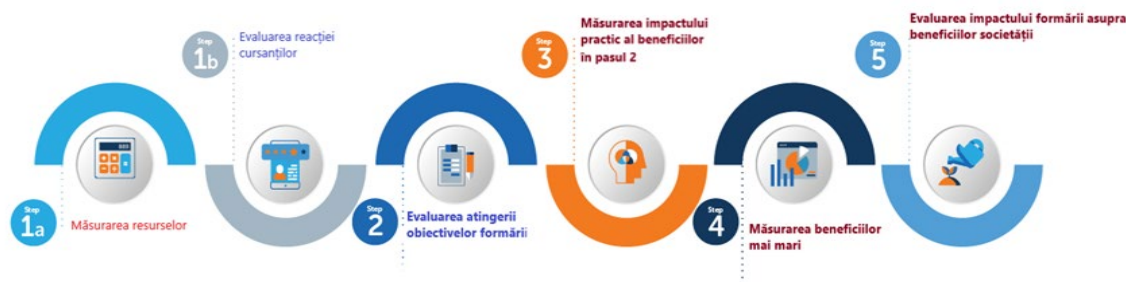 Step
1a
Măsurarea resurselor
Step
1b
Evaluarea reacției
cursanților
Step
2
Evaluarea atingerii
obiectivelor formării
Step
3
Măsurarea impactului
practic al beneficiilor
în pasul 2
Step
4
Măsurarea beneficiilor
mai mari
Step
5
Evaluarea impactului formării asupra
beneficiilor societății